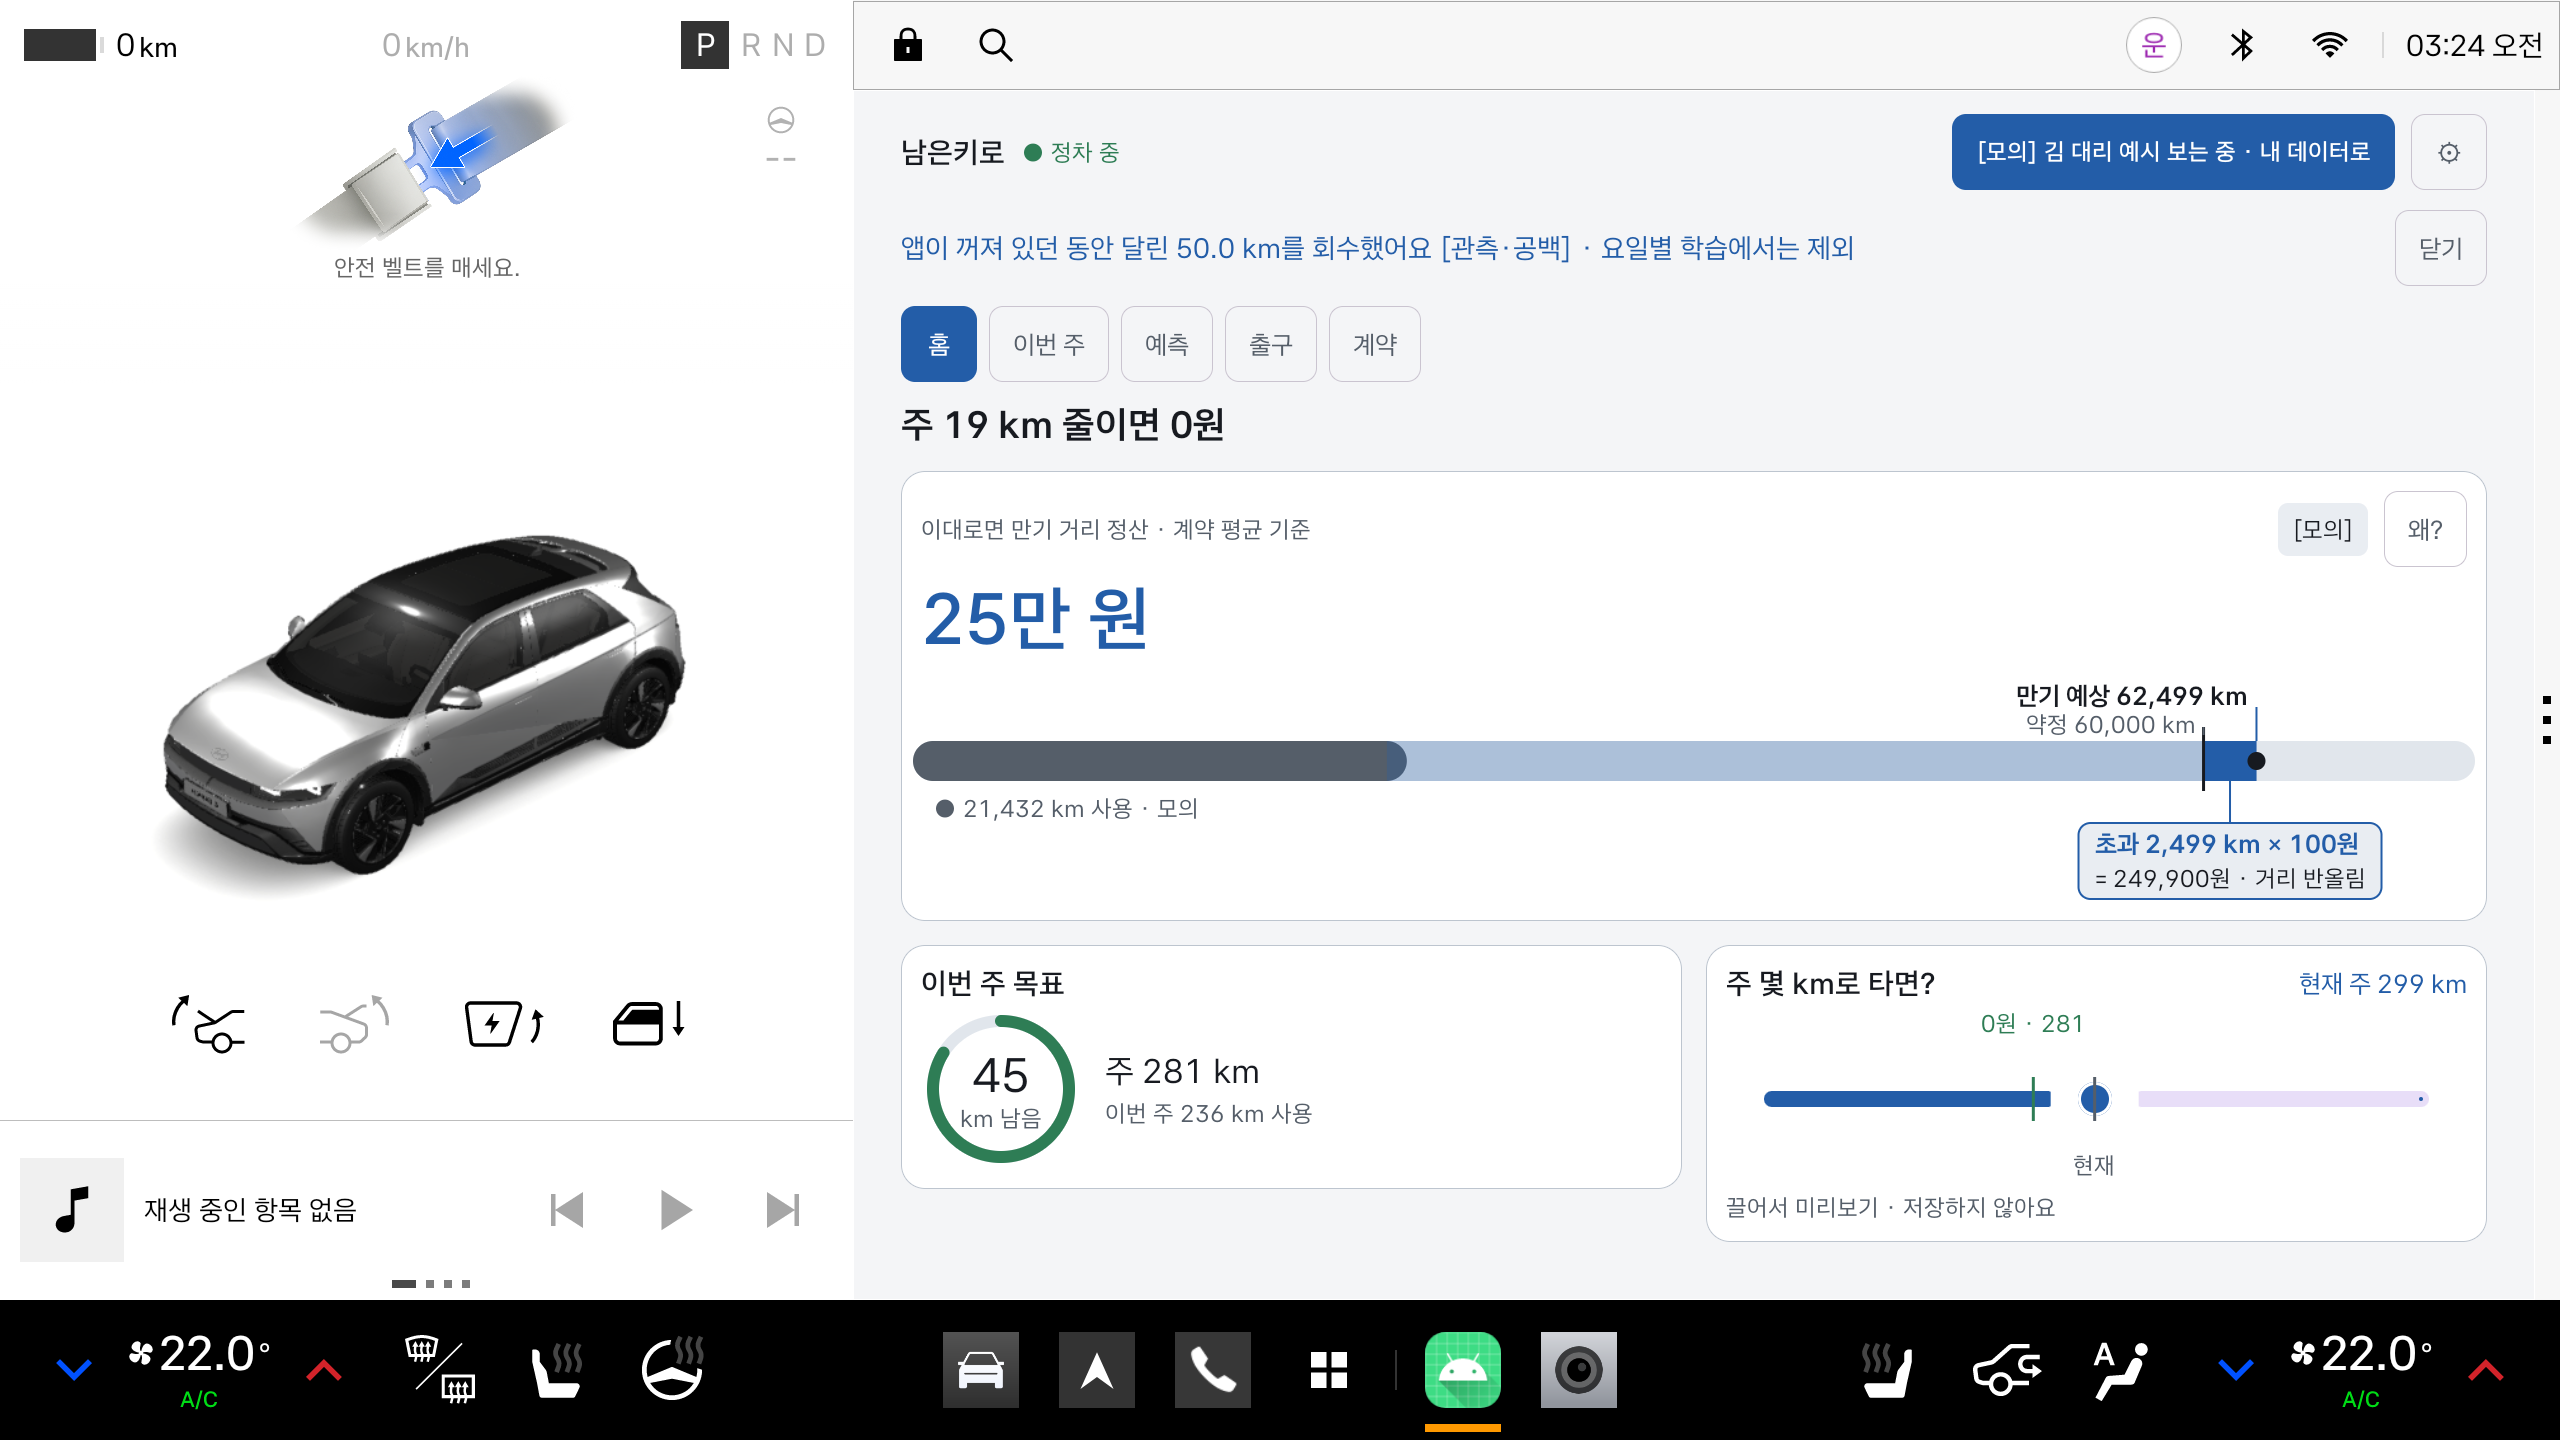 0 km
0 km/h
P R N D
운
03:24 오전
--
안전 벨트를 매세요.
남은키로
정차 중
[모의] 김 대리 예시 보는 중 · 내 데이터로
앱이 꺼져 있던 동안 달린 50.0 km를 회수했어요 [관측·공백] · 요일별 학습에서는 제외
닫기
홈
이번 주
예측
출구
계약
주 19 km 줄이면 0원
이대로면 만기 거리 정산 · 계약 평균 기준
[모의]
왜?
25만 원
만기 예상 62,499 km
약정 60,000 km
21,432 km 사용 · 모의
초과 2,499 km × 100원
= 249,900원 · 거리 반올림
이번 주 목표
45
km 남음
주 281 km
이번 주 236 km 사용
주 몇 km로 타면?
현재 주 299 km
0원 · 281
현재
끌어서 미리보기 · 저장하지 않아요
재생 중인 항목 없음
22.0°
A/C
A
22.0°
A/C